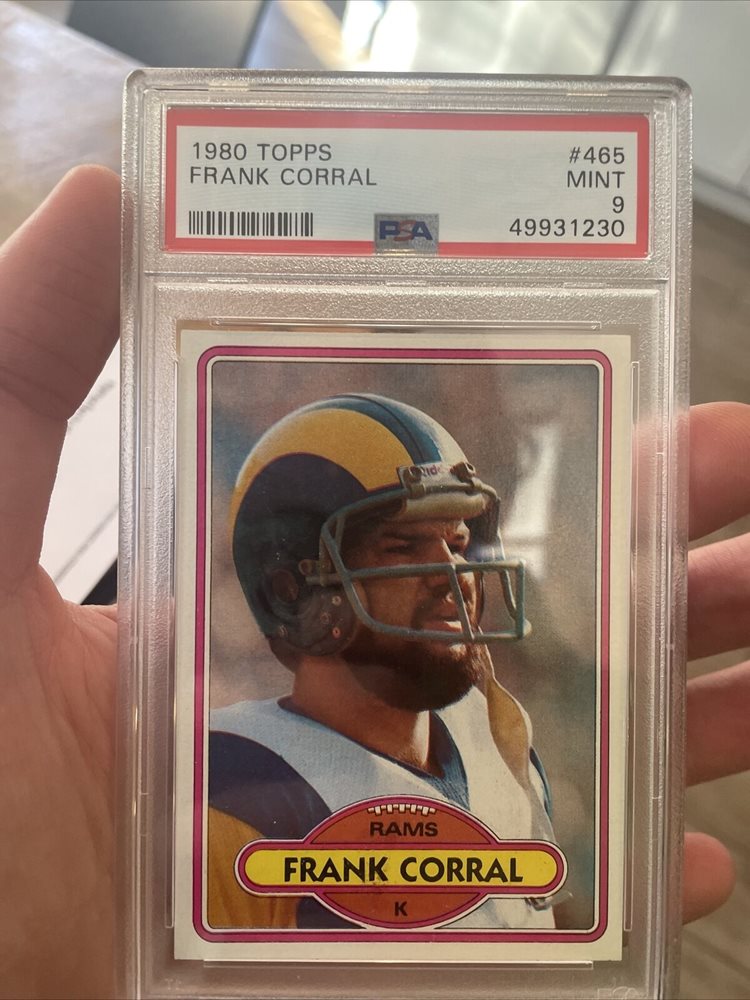 1980 TOPPS #465
FRANK CORRAL MINT
9
PSA 49931230
RAMS
FRANK CORRAL
K